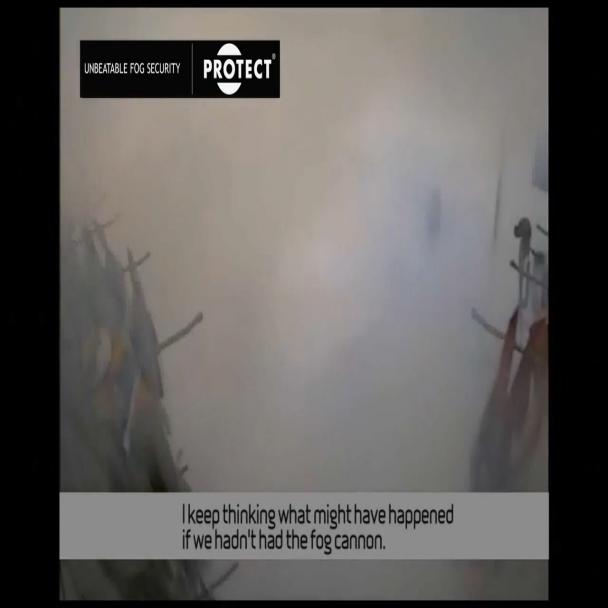 UNBEATABLE FOG SECURITY PROTECT®
I keep thinking what might have happened
if we hadn't had the fog cannon.